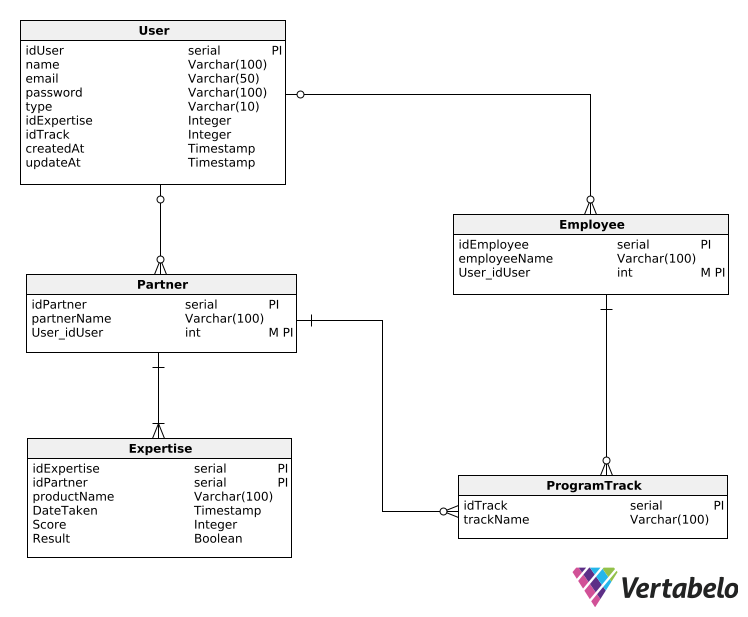 User
idUser serial PI
name Varchar(100)
email Varchar(50)
password Varchar(100)
type Varchar(10)
idExpertise Integer
idTrack Integer
createdAt Timestamp
updateAt Timestamp
Employee
idEmployee serial PI
employeeName Varchar(100)
User_idUser int M PI
Partner
idPartner serial PI
partnerName Varchar(100)
User_idUser int M PI
Expertise
idExpertise serial PI
idPartner serial PI
productName Varchar(100)
DateTaken Timestamp
Score Integer
Result Boolean
ProgramTrack
idTrack serial PI
trackName Varchar(100)
Vertabelo